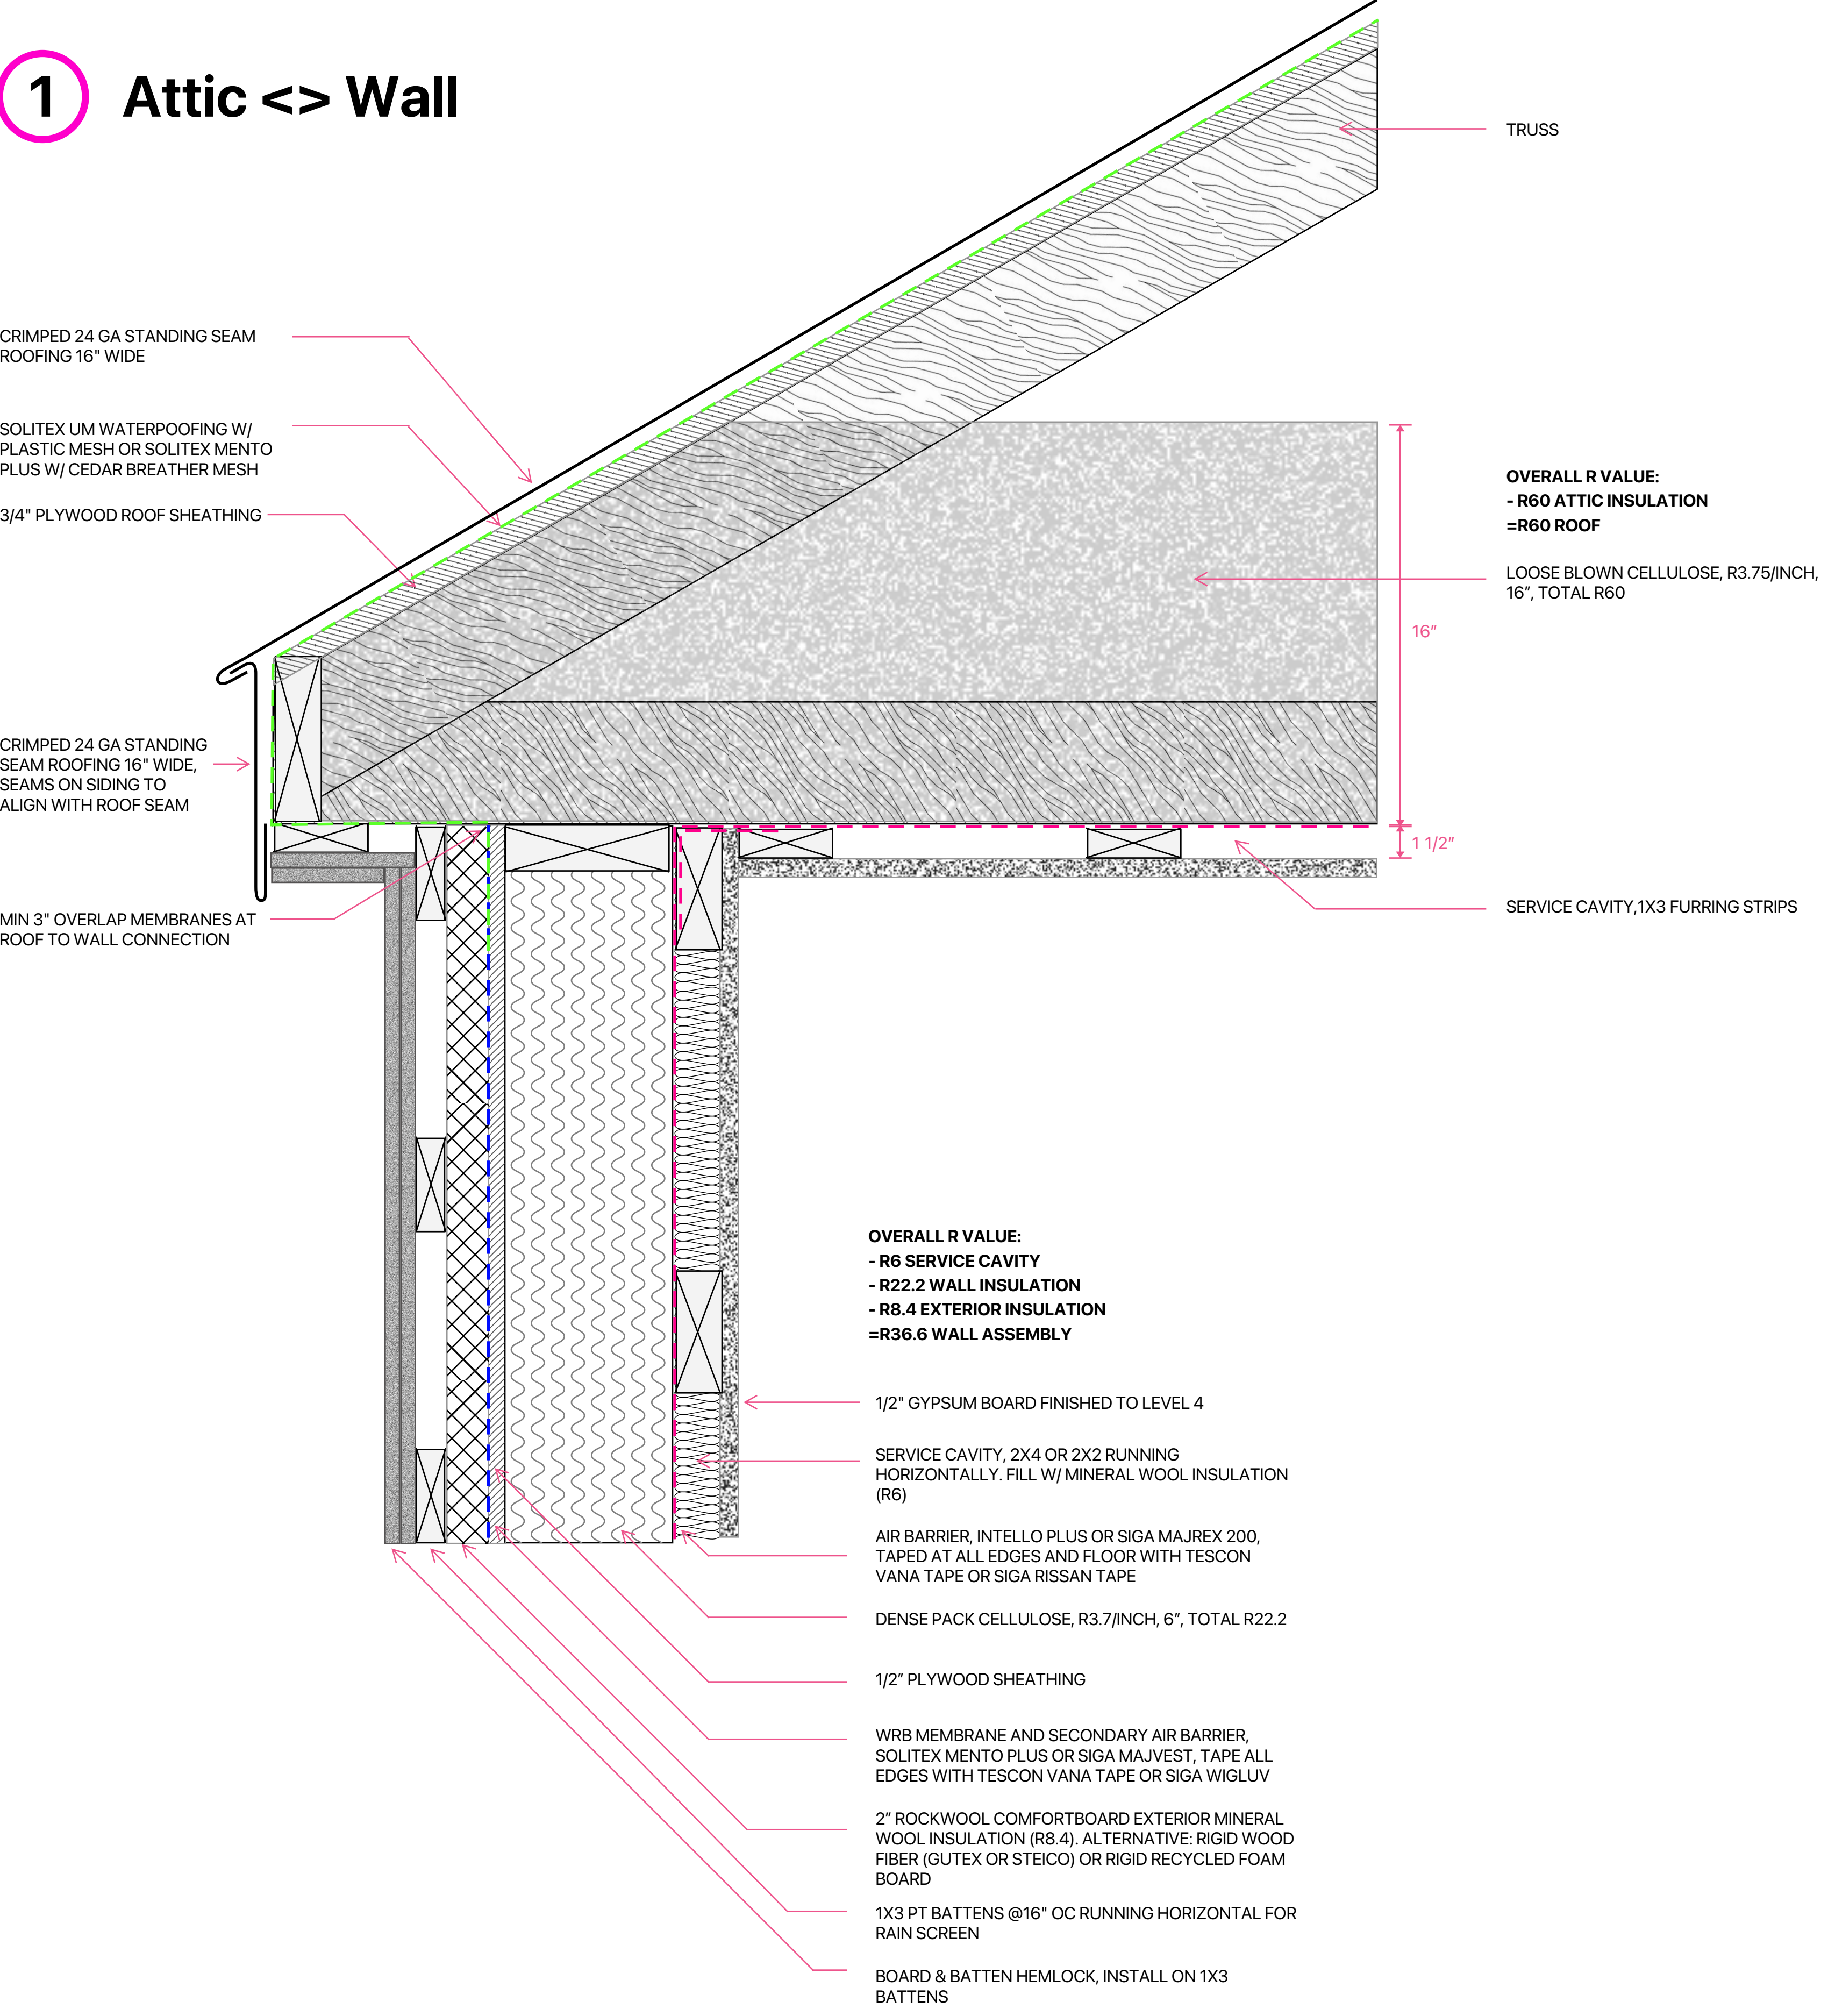 1 Attic <> Wall
TRUSS
CRIMPED 24 GA STANDING SEAM
ROOFING 16" WIDE
SOLITEX UM WATERPOOFING W/
PLASTIC MESH OR SOLITEX MENTO
PLUS W/ CEDAR BREATHER MESH
3/4" PLYWOOD ROOF SHEATHING
OVERALL R VALUE:
- R60 ATTIC INSULATION
=R60 ROOF
LOOSE BLOWN CELLULOSE, R3.75/INCH,
16”, TOTAL R60
16”
CRIMPED 24 GA STANDING
SEAM ROOFING 16" WIDE,
SEAMS ON SIDING TO
ALIGN WITH ROOF SEAM
1 1/2”
MIN 3" OVERLAP MEMBRANES AT
ROOF TO WALL CONNECTION
SERVICE CAVITY,1X3 FURRING STRIPS
OVERALL R VALUE:
- R6 SERVICE CAVITY
- R22.2 WALL INSULATION
- R8.4 EXTERIOR INSULATION
=R36.6 WALL ASSEMBLY
1/2" GYPSUM BOARD FINISHED TO LEVEL 4
SERVICE CAVITY, 2X4 OR 2X2 RUNNING
HORIZONTALLY. FILL W/ MINERAL WOOL INSULATION
(R6)
AIR BARRIER, INTELLO PLUS OR SIGA MAJREX 200,
TAPED AT ALL EDGES AND FLOOR WITH TESCON
VANA TAPE OR SIGA RISSAN TAPE
DENSE PACK CELLULOSE, R3.7/INCH, 6”, TOTAL R22.2
1/2” PLYWOOD SHEATHING
WRB MEMBRANE AND SECONDARY AIR BARRIER,
SOLITEX MENTO PLUS OR SIGA MAJVEST, TAPE ALL
EDGES WITH TESCON VANA TAPE OR SIGA WIGLUV
2” ROCKWOOL COMFORTBOARD EXTERIOR MINERAL
WOOL INSULATION (R8.4). ALTERNATIVE: RIGID WOOD
FIBER (GUTEX OR STEICO) OR RIGID RECYCLED FOAM
BOARD
1X3 PT BATTENS @16" OC RUNNING HORIZONTAL FOR
RAIN SCREEN
BOARD & BATTEN HEMLOCK, INSTALL ON 1X3
BATTENS